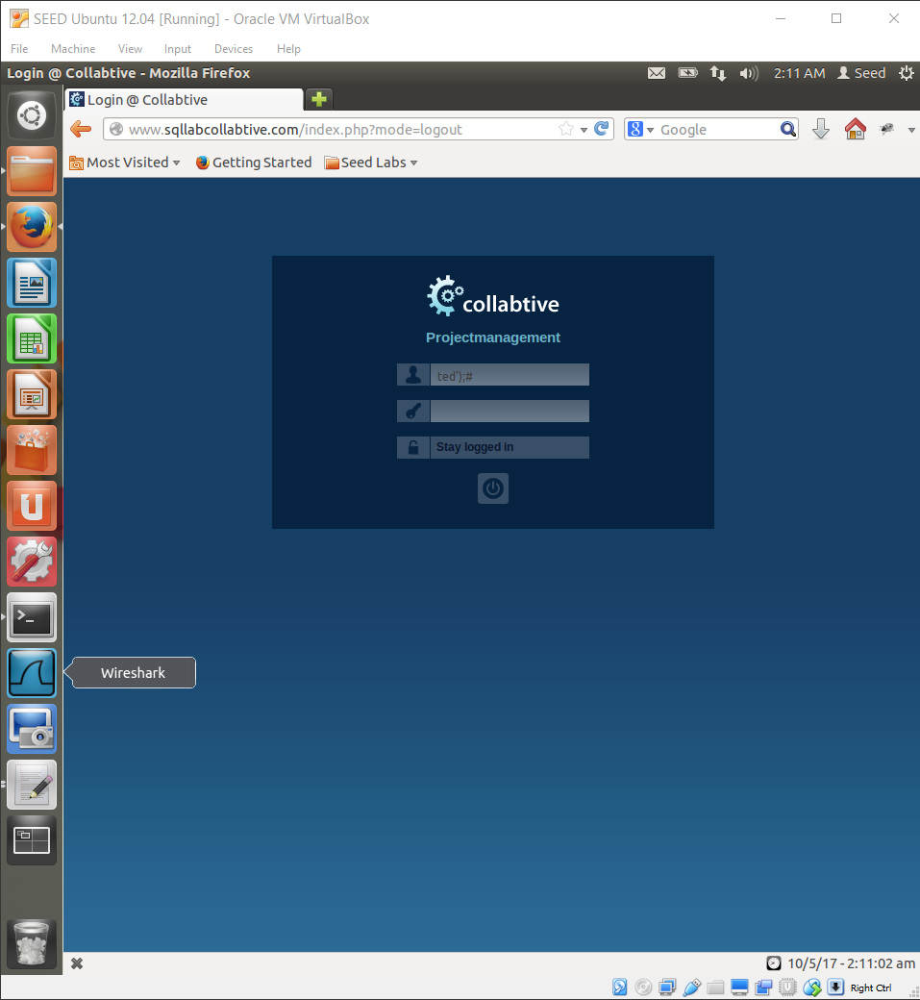 SEED Ubuntu 12.04 [Running] - Oracle VM VirtualBox
File Machine View Input Devices Help
Login @ Collabtive - Mozilla Firefox 2:11 AM Seed
Login @ Collabtive
www.sqllabcollabtive.com/index.php?mode=logout Google
Most Visited Getting Started Seed Labs
collabtive
Projectmanagement
ted');#
Stay logged in
Wireshark
10/5/17 - 2:11:02 am
Right Ctrl